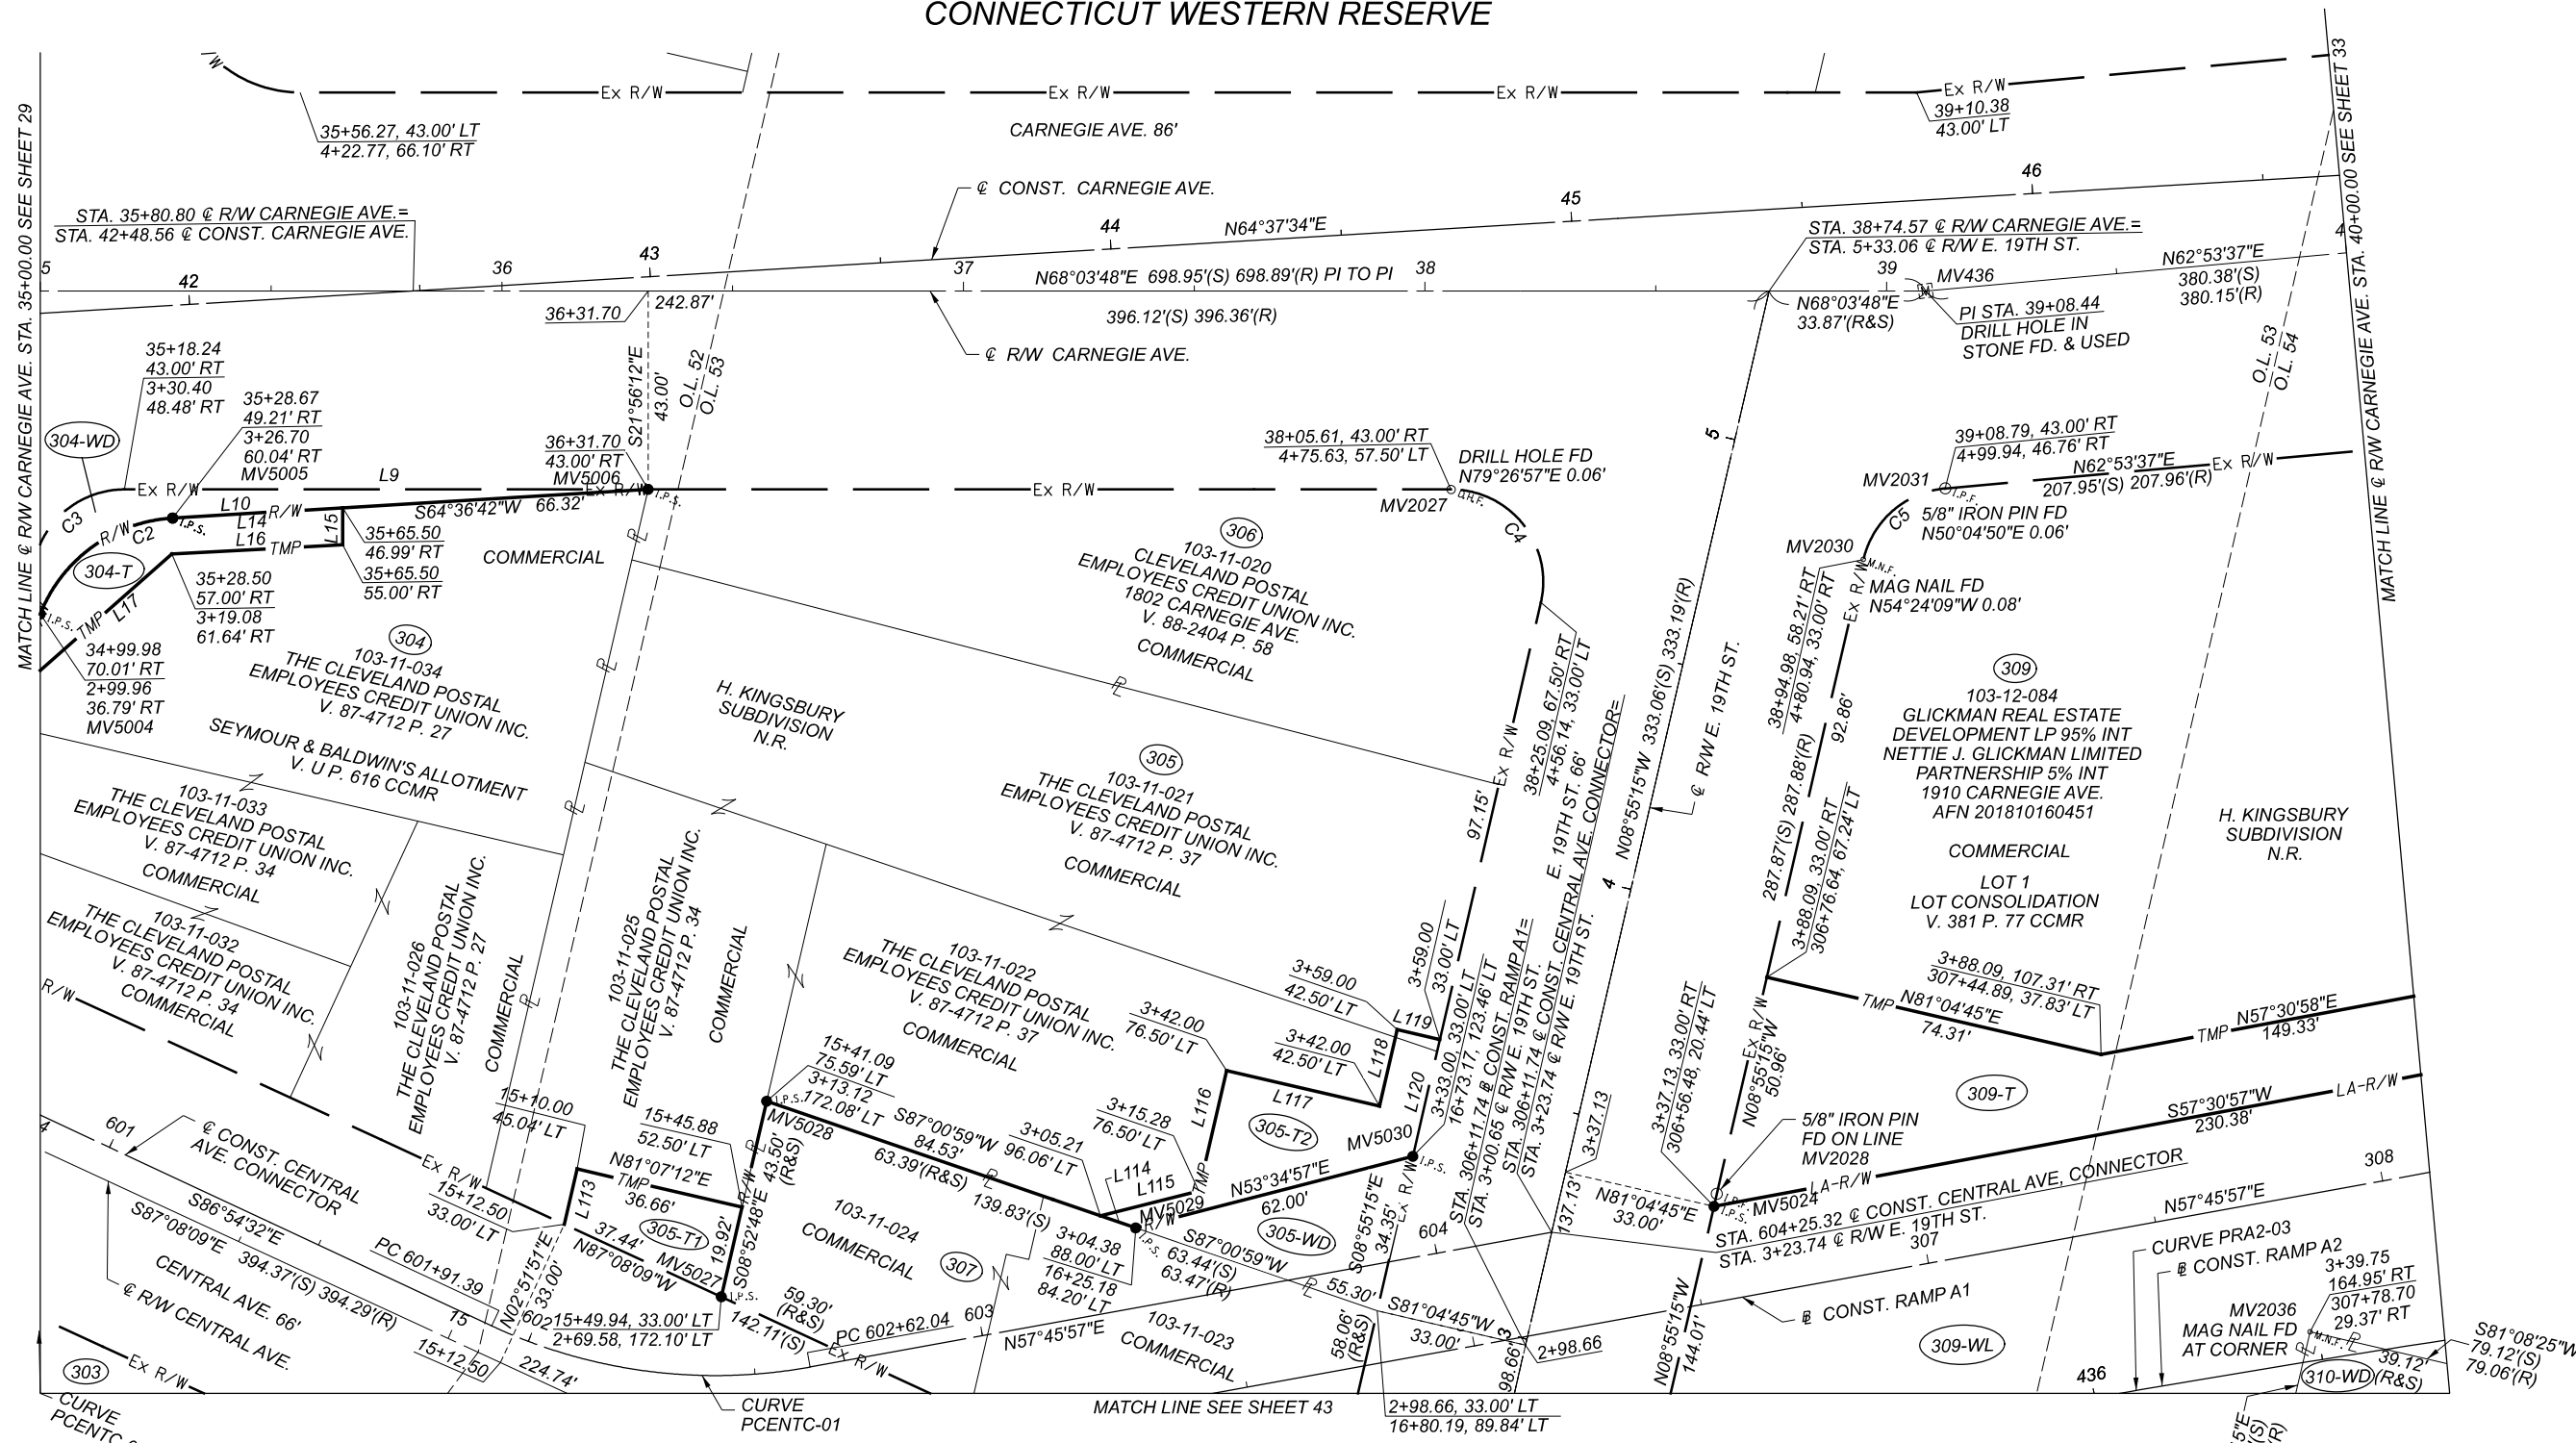 CONNECTICUT WESTERN RESERVE
MATCH LINE ℄ R/W CARNEGIE AVE. STA. 35+00.00 SEE SHEET 29
MATCH LINE ℄ R/W CARNEGIE AVE. STA. 40+00.00 SEE SHEET 33
Ex R/W
Ex R/W
Ex R/W
Ex R/W
35+56.27, 43.00' LT
4+22.77, 66.10' RT
CARNEGIE AVE. 86'
39+10.38
43.00' LT
℄ CONST. CARNEGIE AVE.
STA. 35+80.80 ℄ R/W CARNEGIE AVE.=
STA. 42+48.56 ℄ CONST. CARNEGIE AVE.
42
43
44
45
46
N64°37'34"E
STA. 38+74.57 ℄ R/W CARNEGIE AVE.=
STA. 5+33.06 ℄ R/W E. 19TH ST.
5
36
37
38
39
4
N68°03'48"E 698.95'(S) 698.89'(R) PI TO PI
242.87'
36+31.70
396.12'(S) 396.36'(R)
℄ R/W CARNEGIE AVE.
MV436
N68°03'48"E
33.87'(R&S)
N62°53'37"E
380.38'(S)
380.15'(R)
PI STA. 39+08.44
DRILL HOLE IN
STONE FD. & USED
O.L. 53
O.L. 54
O.L. 52
O.L. 53
S21°56'12"E
43.00'
35+18.24
43.00' RT
3+30.40
48.48' RT
35+28.67
49.21' RT
3+26.70
60.04' RT
MV5005
304-WD
L9
36+31.70
43.00' RT
MV5006
Ex R/W
Ex R/W
I.P.S.
C3
C2
R/W
L10
L14
R/W
L16
TMP
L15
S64°36'42"W 66.32'
I.P.S.
35+65.50
46.99' RT
35+65.50
55.00' RT
COMMERCIAL
304-T
I.P.S.
TMP
L17
35+28.50
57.00' RT
3+19.08
61.64' RT
34+99.98
70.01' RT
2+99.96
36.79' RT
MV5004
304
103-11-034
THE CLEVELAND POSTAL
EMPLOYEES CREDIT UNION INC.
V. 87-4712 P. 27
SEYMOUR & BALDWIN'S ALLOTMENT
V. U P. 616 CCMR
H. KINGSBURY
SUBDIVISION
N.R.
Ex R/W
38+05.61, 43.00' RT
4+75.63, 57.50' LT
DRILL HOLE FD
N79°26'57"E 0.06'
D.H.F.
MV2027
C4
306
103-11-020
CLEVELAND POSTAL
EMPLOYEES CREDIT UNION INC.
1802 CARNEGIE AVE.
V. 88-2404 P. 58
COMMERCIAL
305
103-11-021
THE CLEVELAND POSTAL
EMPLOYEES CREDIT UNION INC.
V. 87-4712 P. 37
COMMERCIAL
Ex R/W
97.15'
38+25.09, 67.50' RT
4+56.14, 33.00' LT
E. 19TH ST. 66'
5
4
3
N08°55'15"W 333.06'(S) 333.19'(R)
℄ R/W E. 19TH ST.
39+08.79, 43.00' RT
4+99.94, 46.76' RT
MV2031
I.P.F.
N62°53'37"E
207.95'(S) 207.96'(R)
Ex R/W
5/8" IRON PIN FD
N50°04'50"E 0.06'
C5
MV2030
M.N.F.
MAG NAIL FD
N54°24'09"W 0.08'
38+94.98, 58.21' RT
4+80.94, 33.00' RT
Ex R/W
92.86'
287.87'(S) 287.88'(R)
3+88.09, 33.00' RT
306+76.64, 67.24' LT
309
103-12-084
GLICKMAN REAL ESTATE
DEVELOPMENT LP 95% INT
NETTIE J. GLICKMAN LIMITED
PARTNERSHIP 5% INT
1910 CARNEGIE AVE.
AFN 201810160451
COMMERCIAL
LOT 1
LOT CONSOLIDATION
V. 381 P. 77 CCMR
H. KINGSBURY
SUBDIVISION
N.R.
3+88.09, 107.31' RT
307+44.89, 37.83' LT
TMP
N81°04'45"E
74.31'
TMP
N57°30'58"E
149.33'
309-T
LA-R/W
S57°30'57"W
230.38'
LA-R/W
103-11-033
THE CLEVELAND POSTAL
EMPLOYEES CREDIT UNION INC.
V. 87-4712 P. 34
COMMERCIAL
103-11-032
THE CLEVELAND POSTAL
EMPLOYEES CREDIT UNION INC.
V. 87-4712 P. 34
COMMERCIAL
R/W
103-11-026
THE CLEVELAND POSTAL
EMPLOYEES CREDIT UNION INC.
V. 87-4712 P. 27
COMMERCIAL
103-11-025
THE CLEVELAND POSTAL
EMPLOYEES CREDIT UNION INC.
V. 87-4712 P. 34
COMMERCIAL
103-11-022
THE CLEVELAND POSTAL
EMPLOYEES CREDIT UNION INC.
V. 87-4712 P. 37
COMMERCIAL
3+59.00
42.50' LT
3+59.00
33.00' LT
L119
L118
3+42.00
76.50' LT
3+42.00
42.50' LT
L117
L116
L120
305-T2
3+15.28
76.50' LT
MV5030
I.P.S.
3+33.00, 33.00' LT
16+73.17, 123.46' LT
STA. 306+11.74 ⅊ CONST. RAMP A1=
STA. 3+00.65 ℄ R/W E. 19TH ST.
STA. 306+11.74 ℄ CONST. CENTRAL AVE. CONNECTOR=
STA. 3+23.74 ℄ R/W E. 19TH ST.
15+41.09
75.59' LT
3+13.12
172.08' LT
I.P.S.
MV5028
S87°00'59"W
84.53'
63.39'(R&S)
139.83'(S)
3+05.21
96.06' LT
L114
L115
TMP
MV5029
R/W
I.P.S.
N53°34'57"E
62.00'
305-WD
3+04.38
88.00' LT
16+25.18
84.20' LT
S87°00'59"W
63.44'(S)
63.47'(R)
S08°55'15"E
34.35'
Ex R/W
604
55.30'
S81°04'45"W
33.00'
58.06'
(R&S)
98.66'
2+98.66
137.13'
3+37.13
N81°04'45"E
33.00'
3+37.13, 33.00' RT
306+56.48, 20.44' LT
Ex R/W
N08°55'15"W
50.96'
5/8" IRON PIN
FD ON LINE
MV2028
I.P.F.
I.P.S.
MV5024
STA. 604+25.32 ℄ CONST. CENTRAL AVE, CONNECTOR
STA. 3+23.74 ℄ R/W E. 19TH ST.
307
308
N57°45'57"E
⅊ CONST. RAMP A1
N08°55'15"W
144.01'
309-WL
CURVE PRA2-03
⅊ CONST. RAMP A2
3+39.75
164.95' RT
307+78.70
29.37' RT
MV2036
MAG NAIL FD
AT CORNER
M.N.F.
S81°08'25"W
79.12'(S)
79.06'(R)
39.12'
(R&S)
310-WD
436
15+10.00
45.04' LT
15+45.88
52.50' LT
N81°07'12"E
TMP
36.66'
L113
305-T1
R/W
43.50'
(R&S)
S08°52'48"E
19.92'
37.44'
N87°08'09"W
MV5027
I.P.S.
15+12.50
33.00' LT
N02°51'51"E
33.00'
15+49.94, 33.00' LT
2+69.58, 172.10' LT
59.30'
(R&S)
142.11'(S)
103-11-024
COMMERCIAL
307
PC 602+62.04
603
N57°45'57"E
103-11-023
COMMERCIAL
Ex R/W
Ex R/W
4
601
℄ CONST. CENTRAL
AVE. CONNECTOR
S86°54'32"E
S87°08'09"E 394.37'(S) 394.29'(R)
PC 601+91.39
602
15
15+12.50
224.74'
CENTRAL AVE. 66'
℄ R/W CENTRAL AVE.
303
Ex R/W
CURVE
CURVE
PCENTC-01
MATCH LINE SEE SHEET 43
2+98.66, 33.00' LT
16+80.19, 89.84' LT